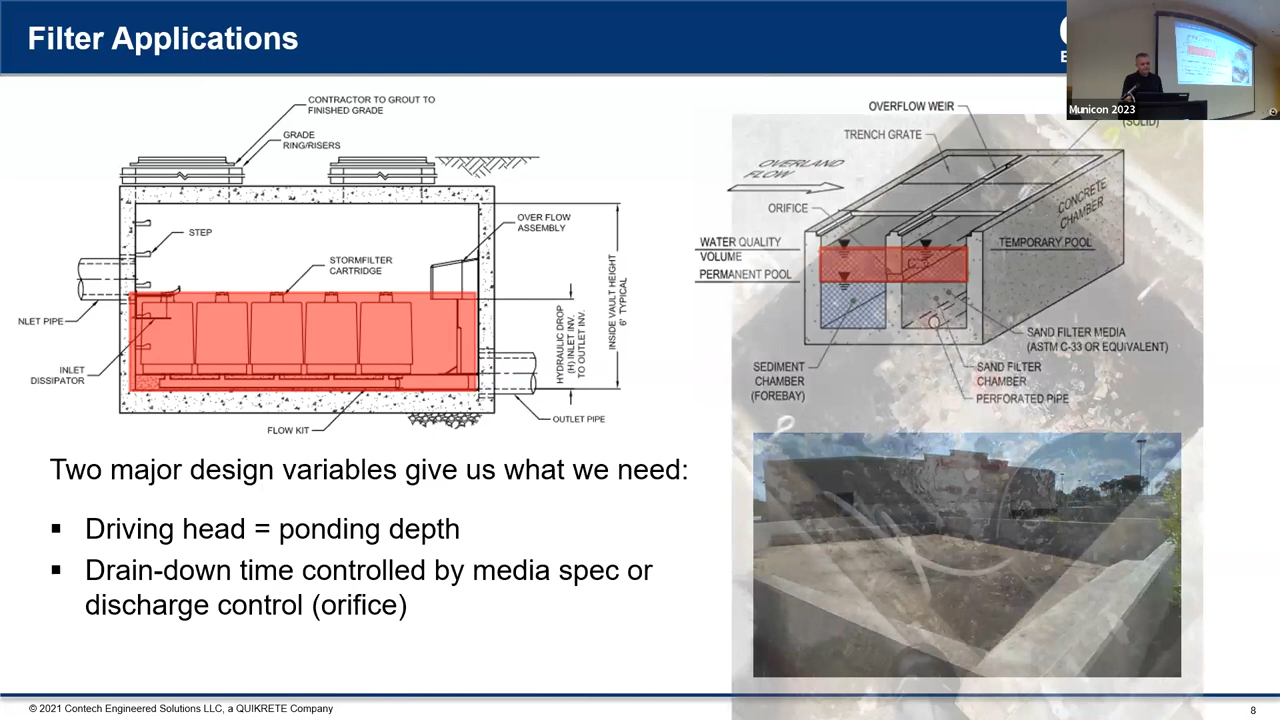 Filter Applications
Municon 2023
CONTRACTOR TO GROUT TO
FINISHED GRADE
GRADE
RING/RISERS
STEP
OVER FLOW
ASSEMBLY
STORMFILTER
CARTRIDGE
NLET PIPE
INLET
DISSIPATOR
HYDRAULIC DROP
(H) INLET INV.
TO OUTLET INV.
INSIDE VAULT HEIGHT
6' TYPICAL
OUTLET PIPE
FLOW KIT
OVERFLOW WEIR
(SOLID)
TRENCH GRATE
OVERLAND
FLOW
ORIFICE
CONCRETE
CHAMBER
WATER QUALITY
VOLUME
TEMPORARY POOL
PERMANENT POOL
SAND FILTER MEDIA
(ASTM C-33 OR EQUIVALENT)
SEDIMENT
CHAMBER
(FOREBAY)
SAND FILTER
CHAMBER
PERFORATED PIPE
Two major design variables give us what we need:
▪ Driving head = ponding depth
▪ Drain-down time controlled by media spec or
discharge control (orifice)
© 2021 Contech Engineered Solutions LLC, a QUIKRETE Company
8